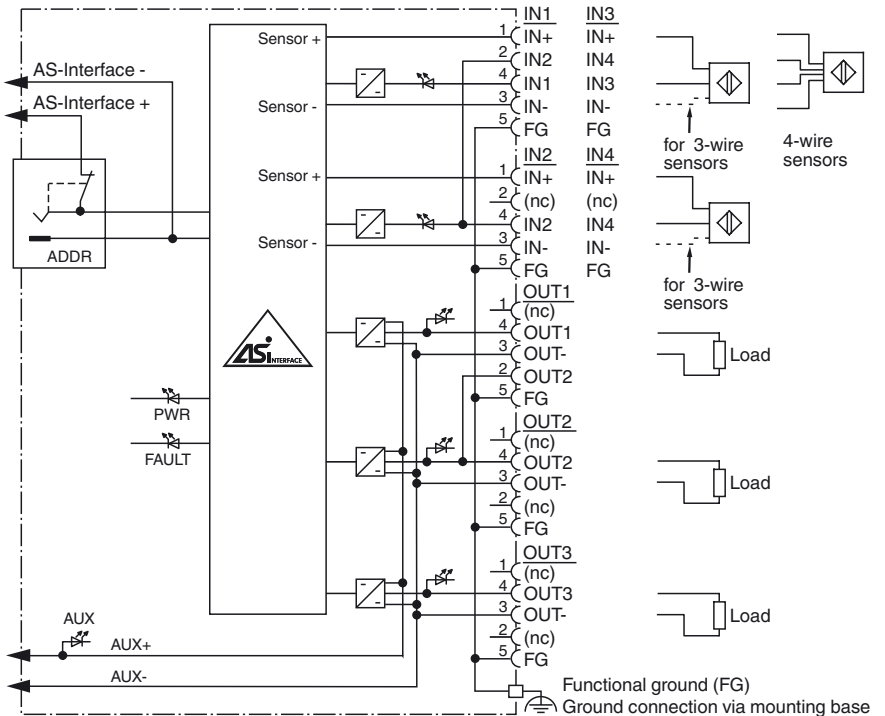 AS-Interface -
AS-Interface +
ADDR
Sensor +
Sensor -
Sensor +
Sensor -
ASi INTERFACE
PWR
FAULT
AUX
AUX+
AUX-
IN1 IN3
1 IN+ IN+
2 IN2 IN4
4 IN1 IN3
3 IN- IN-
5 FG FG
for 3-wire
sensors
4-wire
sensors
IN2 IN4
1 IN+ IN+
2 (nc) (nc)
4 IN2 IN4
3 IN- IN-
5 FG FG
for 3-wire
sensors
OUT1
1 (nc)
4 OUT1
3 OUT-
2 OUT2
5 FG
Load
OUT2
1 (nc)
4 OUT2
3 OUT-
2 (nc)
5 FG
Load
OUT3
1 (nc)
4 OUT3
3 OUT-
2 (nc)
5 FG
Load
Functional ground (FG)
Ground connection via mounting base